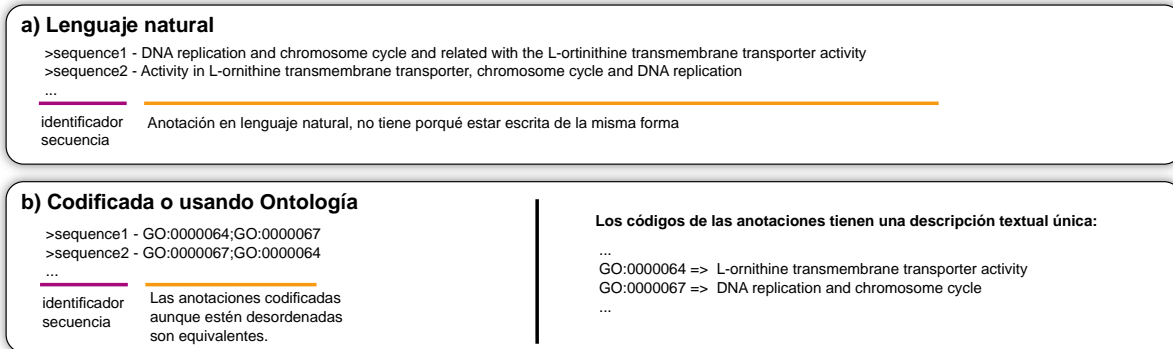 a) Lenguaje natural
>sequence1 - DNA replication and chromosome cycle and related with the L-ortinithine transmembrane transporter activity
>sequence2 - Activity in L-ornithine transmembrane transporter, chromosome cycle and DNA replication
...
identificador
secuencia
Anotación en lenguaje natural, no tiene porqué estar escrita de la misma forma
b) Codificada o usando Ontología
>sequence1 - GO:0000064;GO:0000067
>sequence2 - GO:0000067;GO:0000064
...
identificador
secuencia
Las anotaciones codificadas
aunque estén desordenadas
son equivalentes.
Los códigos de las anotaciones tienen una descripción textual única:
...
GO:0000064 => L-ornithine transmembrane transporter activity
GO:0000067 => DNA replication and chromosome cycle
...